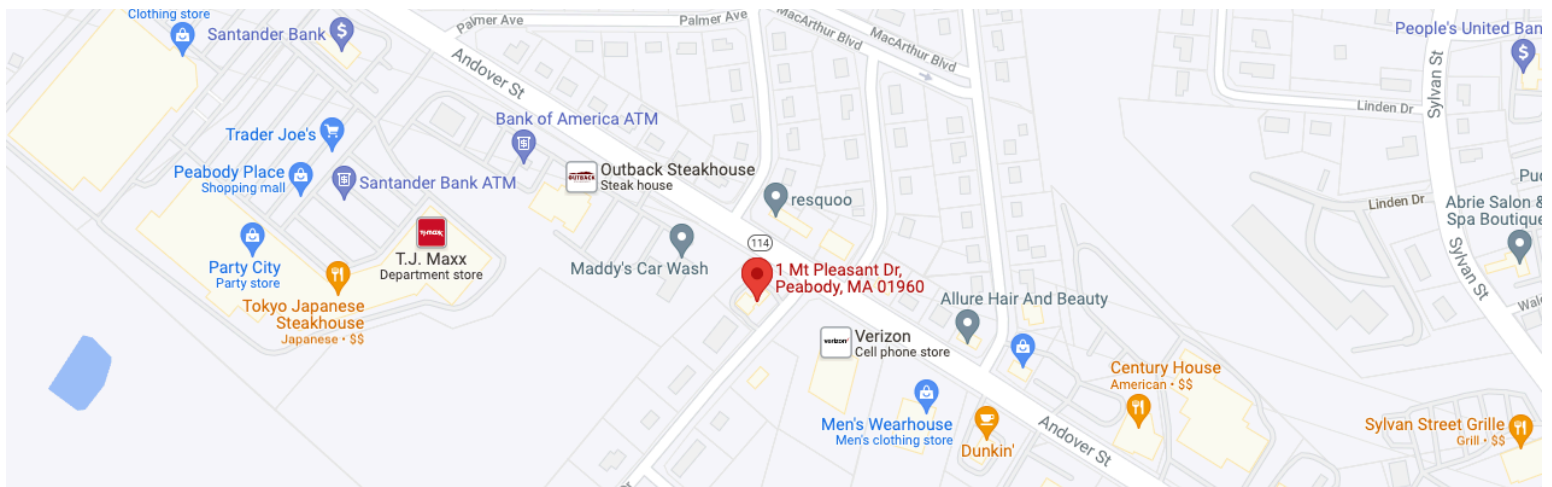 Clothing store
Santander Bank
Palmer Ave
Palmer Ave
MacArthur Blvd
MacArthur Blvd
People's United Ban
Andover St
Sylvan St
Linden Dr
Trader Joe's
Bank of America ATM
Peabody Place
Shopping mall
Santander Bank ATM
OUTBACK
Outback Steakhouse
Steak house
resquoo
Linden Dr
Abrie Salon &
Spa Boutique
T.J. Maxx
Department store
114
Party City
Party store
Maddy's Car Wash
1 Mt Pleasant Dr,
Peabody, MA 01960
Sylvan St
Tokyo Japanese
Steakhouse
Japanese • $$
Allure Hair And Beauty
verizon
Verizon
Cell phone store
Century House
American • $$
Men's Wearhouse
Men's clothing store
Dunkin'
Andover St
Sylvan Street Grille
Grill • $$